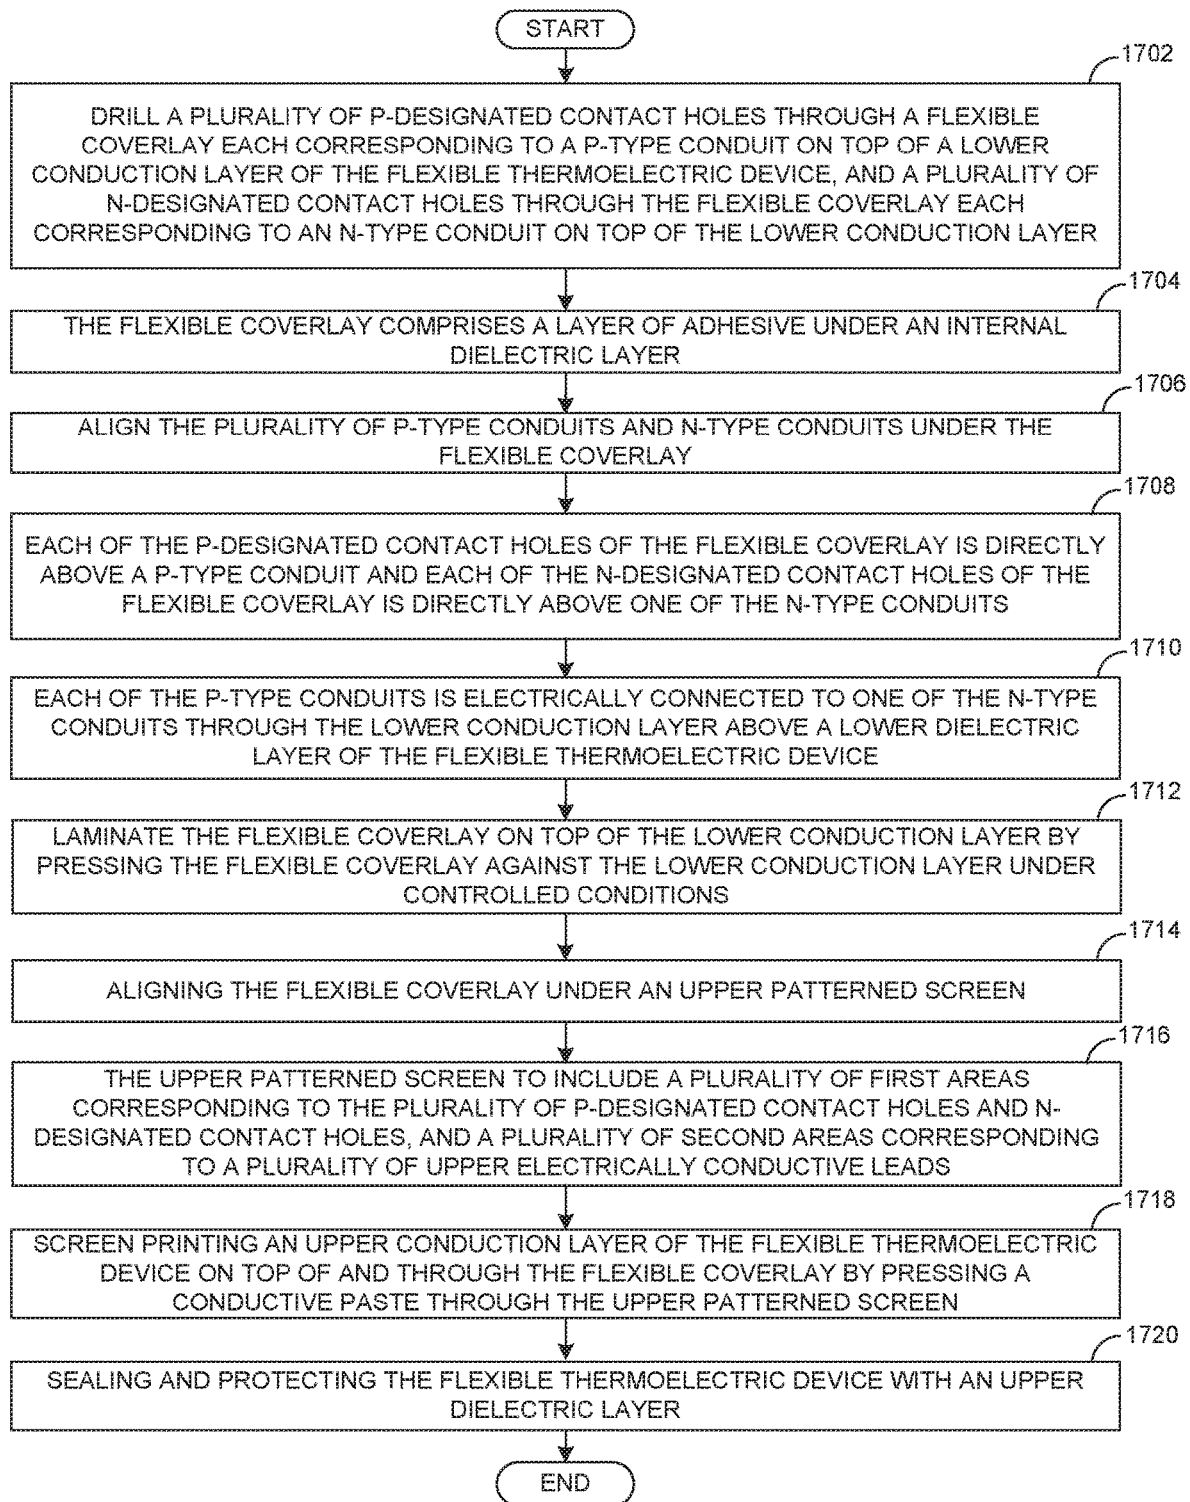 START
1702
DRILL A PLURALITY OF P-DESIGNATED CONTACT HOLES THROUGH A FLEXIBLE
COVERLAY EACH CORRESPONDING TO A P-TYPE CONDUIT ON TOP OF A LOWER
CONDUCTION LAYER OF THE FLEXIBLE THERMOELECTRIC DEVICE, AND A PLURALITY OF
N-DESIGNATED CONTACT HOLES THROUGH THE FLEXIBLE COVERLAY EACH
CORRESPONDING TO AN N-TYPE CONDUIT ON TOP OF THE LOWER CONDUCTION LAYER
1704
THE FLEXIBLE COVERLAY COMPRISES A LAYER OF ADHESIVE UNDER AN INTERNAL
DIELECTRIC LAYER
1706
ALIGN THE PLURALITY OF P-TYPE CONDUITS AND N-TYPE CONDUITS UNDER THE
FLEXIBLE COVERLAY
1708
EACH OF THE P-DESIGNATED CONTACT HOLES OF THE FLEXIBLE COVERLAY IS DIRECTLY
ABOVE A P-TYPE CONDUIT AND EACH OF THE N-DESIGNATED CONTACT HOLES OF THE
FLEXIBLE COVERLAY IS DIRECTLY ABOVE ONE OF THE N-TYPE CONDUITS
1710
EACH OF THE P-TYPE CONDUITS IS ELECTRICALLY CONNECTED TO ONE OF THE N-TYPE
CONDUITS THROUGH THE LOWER CONDUCTION LAYER ABOVE A LOWER DIELECTRIC
LAYER OF THE FLEXIBLE THERMOELECTRIC DEVICE
1712
LAMINATE THE FLEXIBLE COVERLAY ON TOP OF THE LOWER CONDUCTION LAYER BY
PRESSING THE FLEXIBLE COVERLAY AGAINST THE LOWER CONDUCTION LAYER UNDER
CONTROLLED CONDITIONS
1714
ALIGNING THE FLEXIBLE COVERLAY UNDER AN UPPER PATTERNED SCREEN
1716
THE UPPER PATTERNED SCREEN TO INCLUDE A PLURALITY OF FIRST AREAS
CORRESPONDING TO THE PLURALITY OF P-DESIGNATED CONTACT HOLES AND N-
DESIGNATED CONTACT HOLES, AND A PLURALITY OF SECOND AREAS CORRESPONDING
TO A PLURALITY OF UPPER ELECTRICALLY CONDUCTIVE LEADS
1718
SCREEN PRINTING AN UPPER CONDUCTION LAYER OF THE FLEXIBLE THERMOELECTRIC
DEVICE ON TOP OF AND THROUGH THE FLEXIBLE COVERLAY BY PRESSING A
CONDUCTIVE PASTE THROUGH THE UPPER PATTERNED SCREEN
1720
SEALING AND PROTECTING THE FLEXIBLE THERMOELECTRIC DEVICE WITH AN UPPER
DIELECTRIC LAYER
END